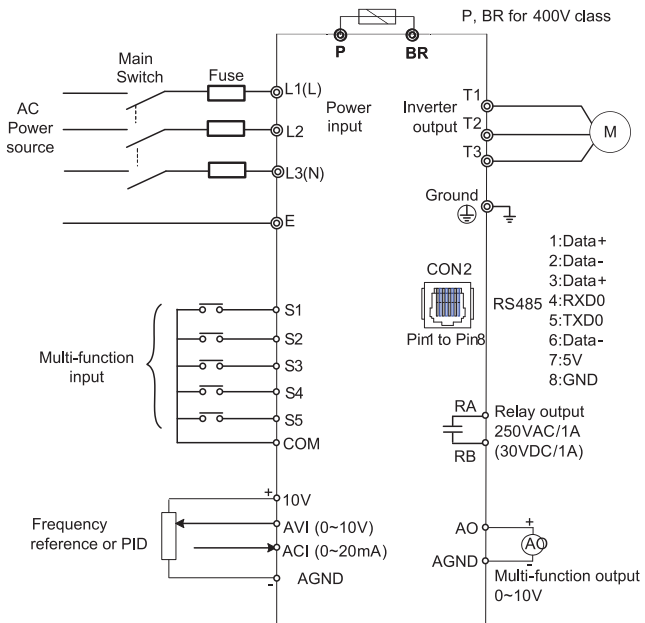 P, BR for 400V class
P
BR
Main
Switch
Fuse
AC
Power
source
L1(L)
L2
L3(N)
E
Power
input
Inverter
output
T1
T2
T3
M
Ground
CON2
Pin1 to Pin8
RS485
1:Data+
2:Data-
3:Data+
4:RXD0
5:TXD0
6:Data-
7:5V
8:GND
Multi-function
input
S1
S2
S3
S4
S5
COM
RA
RB
Relay output
250VAC/1A
(30VDC/1A)
Frequency
reference or PID
+
10V
AVI (0~10V)
ACI (0~20mA)
-
AGND
AO
AGND
+
AO
-
Multi-function output
0~10V